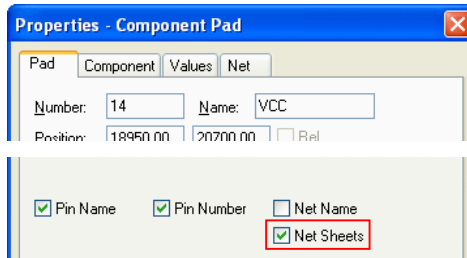 Properties - Component Pad
Pad Component Values Net
Number: 14 Name: VCC
Position: 18950.00 20700.00 Rel
Pin Name Pin Number Net Name
Net Sheets